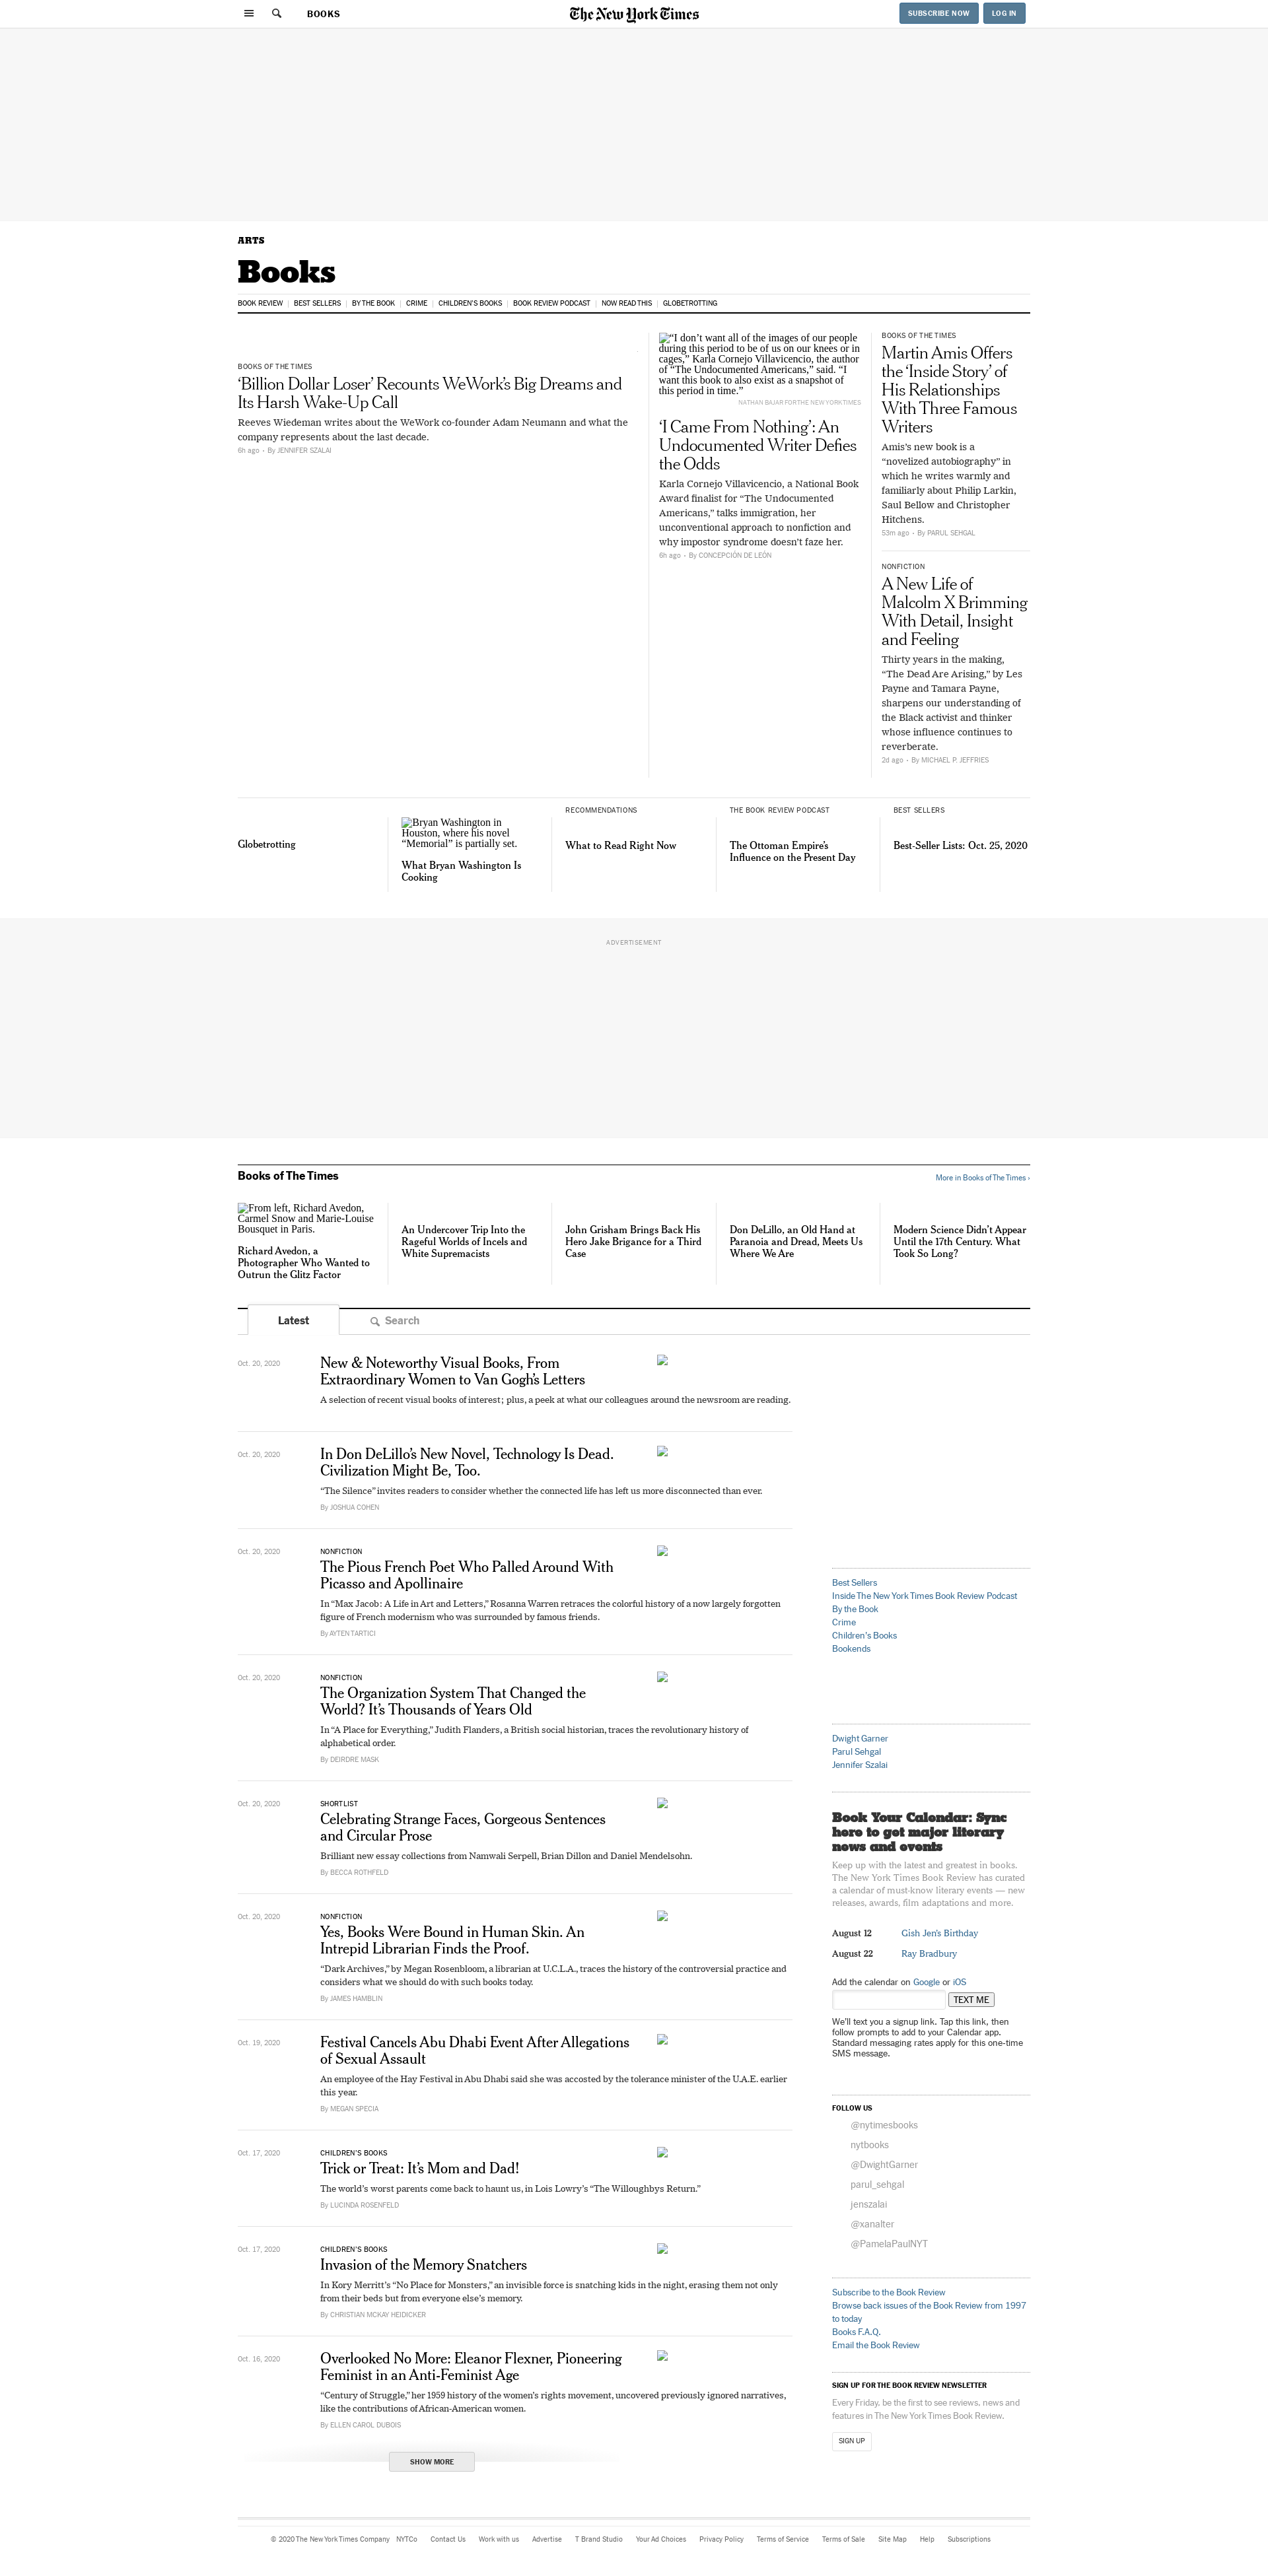 BOOKS
The New York Times
SUBSCRIBE NOW
LOG IN
ARTS
Books
BOOK REVIEW
BEST SELLERS
BY THE BOOK
CRIME
CHILDREN'S BOOKS
BOOK REVIEW PODCAST
NOW READ THIS
GLOBETROTTING
BOOKS OF THE TIMES
‘Billion Dollar Loser’ Recounts WeWork’s Big Dreams and
Its Harsh Wake-Up Call
Reeves Wiedeman writes about the WeWork co-founder Adam Neumann and what the
company represents about the last decade.
6h ago • By JENNIFER SZALAI
“I don’t want all of the images of our people
during this period to be of us on our knees or in
cages,” Karla Cornejo Villavicencio, the author
of “The Undocumented Americans,” said. “I
want this book to also exist as a snapshot of
this period in time.”
NATHAN BAJAR FOR THE NEW YORK TIMES
‘I Came From Nothing’: An
Undocumented Writer Defies
the Odds
Karla Cornejo Villavicencio, a National Book
Award finalist for “The Undocumented
Americans,” talks immigration, her
unconventional approach to nonfiction and
why impostor syndrome doesn’t faze her.
6h ago • By CONCEPCIÓN DE LEÓN
BOOKS OF THE TIMES
Martin Amis Offers
the ‘Inside Story’ of
His Relationships
With Three Famous
Writers
Amis’s new book is a
“novelized autobiography” in
which he writes warmly and
familiarly about Philip Larkin,
Saul Bellow and Christopher
Hitchens.
53m ago • By PARUL SEHGAL
NONFICTION
A New Life of
Malcolm X Brimming
With Detail, Insight
and Feeling
Thirty years in the making,
“The Dead Are Arising,” by Les
Payne and Tamara Payne,
sharpens our understanding of
the Black activist and thinker
whose influence continues to
reverberate.
2d ago • By MICHAEL P. JEFFRIES
Globetrotting
Bryan Washington in
Houston, where his novel
“Memorial” is partially set.
What Bryan Washington Is
Cooking
RECOMMENDATIONS
What to Read Right Now
THE BOOK REVIEW PODCAST
The Ottoman Empire’s
Influence on the Present Day
BEST SELLERS
Best-Seller Lists: Oct. 25, 2020
ADVERTISEMENT
Books of The Times
More in Books of The Times ›
From left, Richard Avedon,
Carmel Snow and Marie-Louise
Bousquet in Paris.
Richard Avedon, a
Photographer Who Wanted to
Outrun the Glitz Factor
An Undercover Trip Into the
Rageful Worlds of Incels and
White Supremacists
John Grisham Brings Back His
Hero Jake Brigance for a Third
Case
Don DeLillo, an Old Hand at
Paranoia and Dread, Meets Us
Where We Are
Modern Science Didn’t Appear
Until the 17th Century. What
Took So Long?
Latest
Search
Oct. 20, 2020
New & Noteworthy Visual Books, From
Extraordinary Women to Van Gogh’s Letters
A selection of recent visual books of interest; plus, a peek at what our colleagues around the newsroom are reading.
Oct. 20, 2020
In Don DeLillo’s New Novel, Technology Is Dead.
Civilization Might Be, Too.
“The Silence” invites readers to consider whether the connected life has left us more disconnected than ever.
By JOSHUA COHEN
Oct. 20, 2020
NONFICTION
The Pious French Poet Who Palled Around With
Picasso and Apollinaire
In “Max Jacob: A Life in Art and Letters,” Rosanna Warren retraces the colorful history of a now largely forgotten
figure of French modernism who was surrounded by famous friends.
By AYTEN TARTICI
Oct. 20, 2020
NONFICTION
The Organization System That Changed the
World? It’s Thousands of Years Old
In “A Place for Everything,” Judith Flanders, a British social historian, traces the revolutionary history of
alphabetical order.
By DEIRDRE MASK
Oct. 20, 2020
SHORTLIST
Celebrating Strange Faces, Gorgeous Sentences
and Circular Prose
Brilliant new essay collections from Namwali Serpell, Brian Dillon and Daniel Mendelsohn.
By BECCA ROTHFELD
Oct. 20, 2020
NONFICTION
Yes, Books Were Bound in Human Skin. An
Intrepid Librarian Finds the Proof.
“Dark Archives,” by Megan Rosenbloom, a librarian at U.C.L.A., traces the history of the controversial practice and
considers what we should do with such books today.
By JAMES HAMBLIN
Oct. 19, 2020
Festival Cancels Abu Dhabi Event After Allegations
of Sexual Assault
An employee of the Hay Festival in Abu Dhabi said she was accosted by the tolerance minister of the U.A.E. earlier
this year.
By MEGAN SPECIA
Oct. 17, 2020
CHILDREN’S BOOKS
Trick or Treat: It’s Mom and Dad!
The world’s worst parents come back to haunt us, in Lois Lowry’s “The Willoughbys Return.”
By LUCINDA ROSENFELD
Oct. 17, 2020
CHILDREN’S BOOKS
Invasion of the Memory Snatchers
In Kory Merritt’s “No Place for Monsters,” an invisible force is snatching kids in the night, erasing them not only
from their beds but from everyone else’s memory.
By CHRISTIAN MCKAY HEIDICKER
Oct. 16, 2020
Overlooked No More: Eleanor Flexner, Pioneering
Feminist in an Anti-Feminist Age
“Century of Struggle,” her 1959 history of the women’s rights movement, uncovered previously ignored narratives,
like the contributions of African-American women.
By ELLEN CAROL DUBOIS
SHOW MORE
Best Sellers
Inside The New York Times Book Review Podcast
By the Book
Crime
Children’s Books
Bookends
Dwight Garner
Parul Sehgal
Jennifer Szalai
Book Your Calendar: Sync
here to get major literary
news and events
Keep up with the latest and greatest in books.
The New York Times Book Review has curated
a calendar of must-know literary events — new
releases, awards, film adaptations and more.
August 12 Gish Jen’s Birthday
August 22 Ray Bradbury
Add the calendar on Google or iOS
TEXT ME
We’ll text you a signup link. Tap this link, then
follow prompts to add to your Calendar app.
Standard messaging rates apply for this one-time
SMS message.
FOLLOW US
@nytimesbooks
nytbooks
@DwightGarner
parul_sehgal
jenszalai
@xanalter
@PamelaPaulNYT
Subscribe to the Book Review
Browse back issues of the Book Review from 1997
to today
Books F.A.Q.
Email the Book Review
SIGN UP FOR THE BOOK REVIEW NEWSLETTER
Every Friday, be the first to see reviews, news and
features in The New York Times Book Review.
SIGN UP
© 2020 The New York Times Company NYTCo Contact Us Work with us Advertise T Brand Studio Your Ad Choices Privacy Policy Terms of Service Terms of Sale Site Map Help Subscriptions